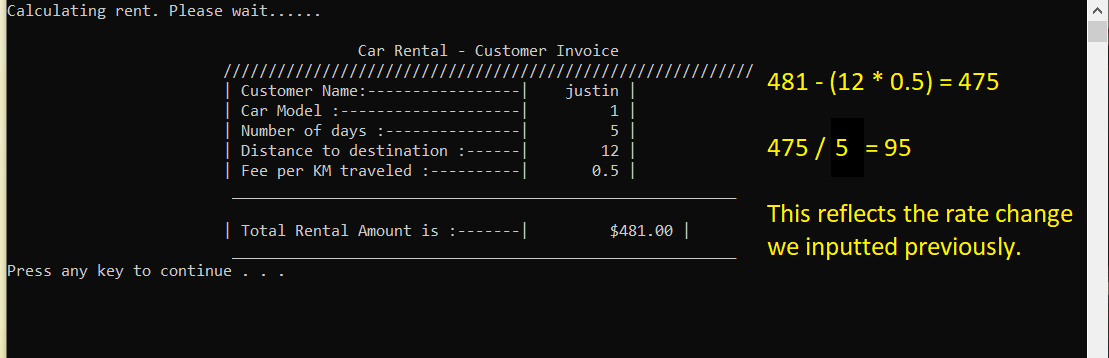 Calculating rent. Please wait......
Car Rental - Customer Invoice
///////////////////////////////////////////////////////////
| Customer Name:-----------------| justin |
| Car Model :--------------------| 1 |
| Number of days :---------------| 5 |
| Distance to destination :------| 12 |
| Fee per KM traveled :----------| 0.5 |
________________________________________________________
| Total Rental Amount is :-------| $481.00 |
________________________________________________________
Press any key to continue . . .
481 - (12 * 0.5) = 475
475 / 5 = 95
This reflects the rate change
we inputted previously.